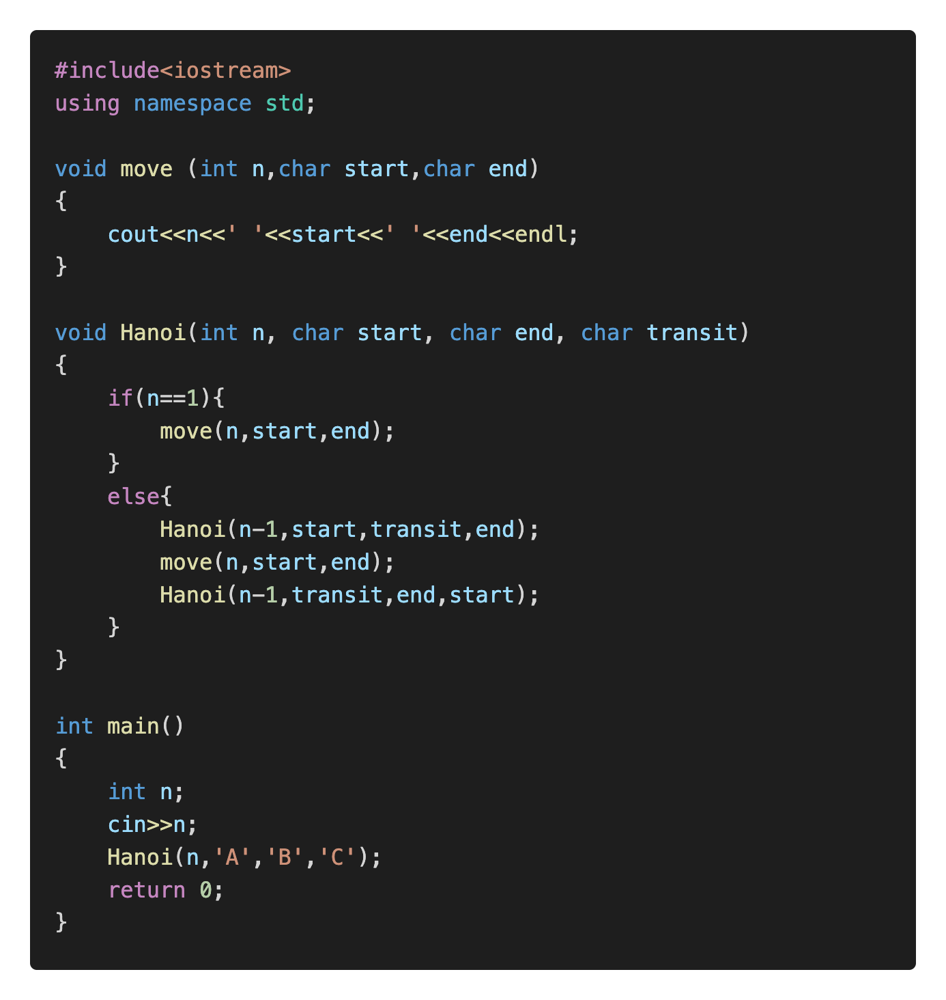 #include<iostream>
using namespace std;

void move (int n,char start,char end)
{
    cout<<n<<' '<<start<<' '<<end<<endl;
}

void Hanoi(int n, char start, char end, char transit)
{
    if(n==1){
        move(n,start,end);
    }
    else{
        Hanoi(n-1,start,transit,end);
        move(n,start,end);
        Hanoi(n-1,transit,end,start);
    }
}

int main()
{
    int n;
    cin>>n;
    Hanoi(n,'A','B','C');
    return 0;
}